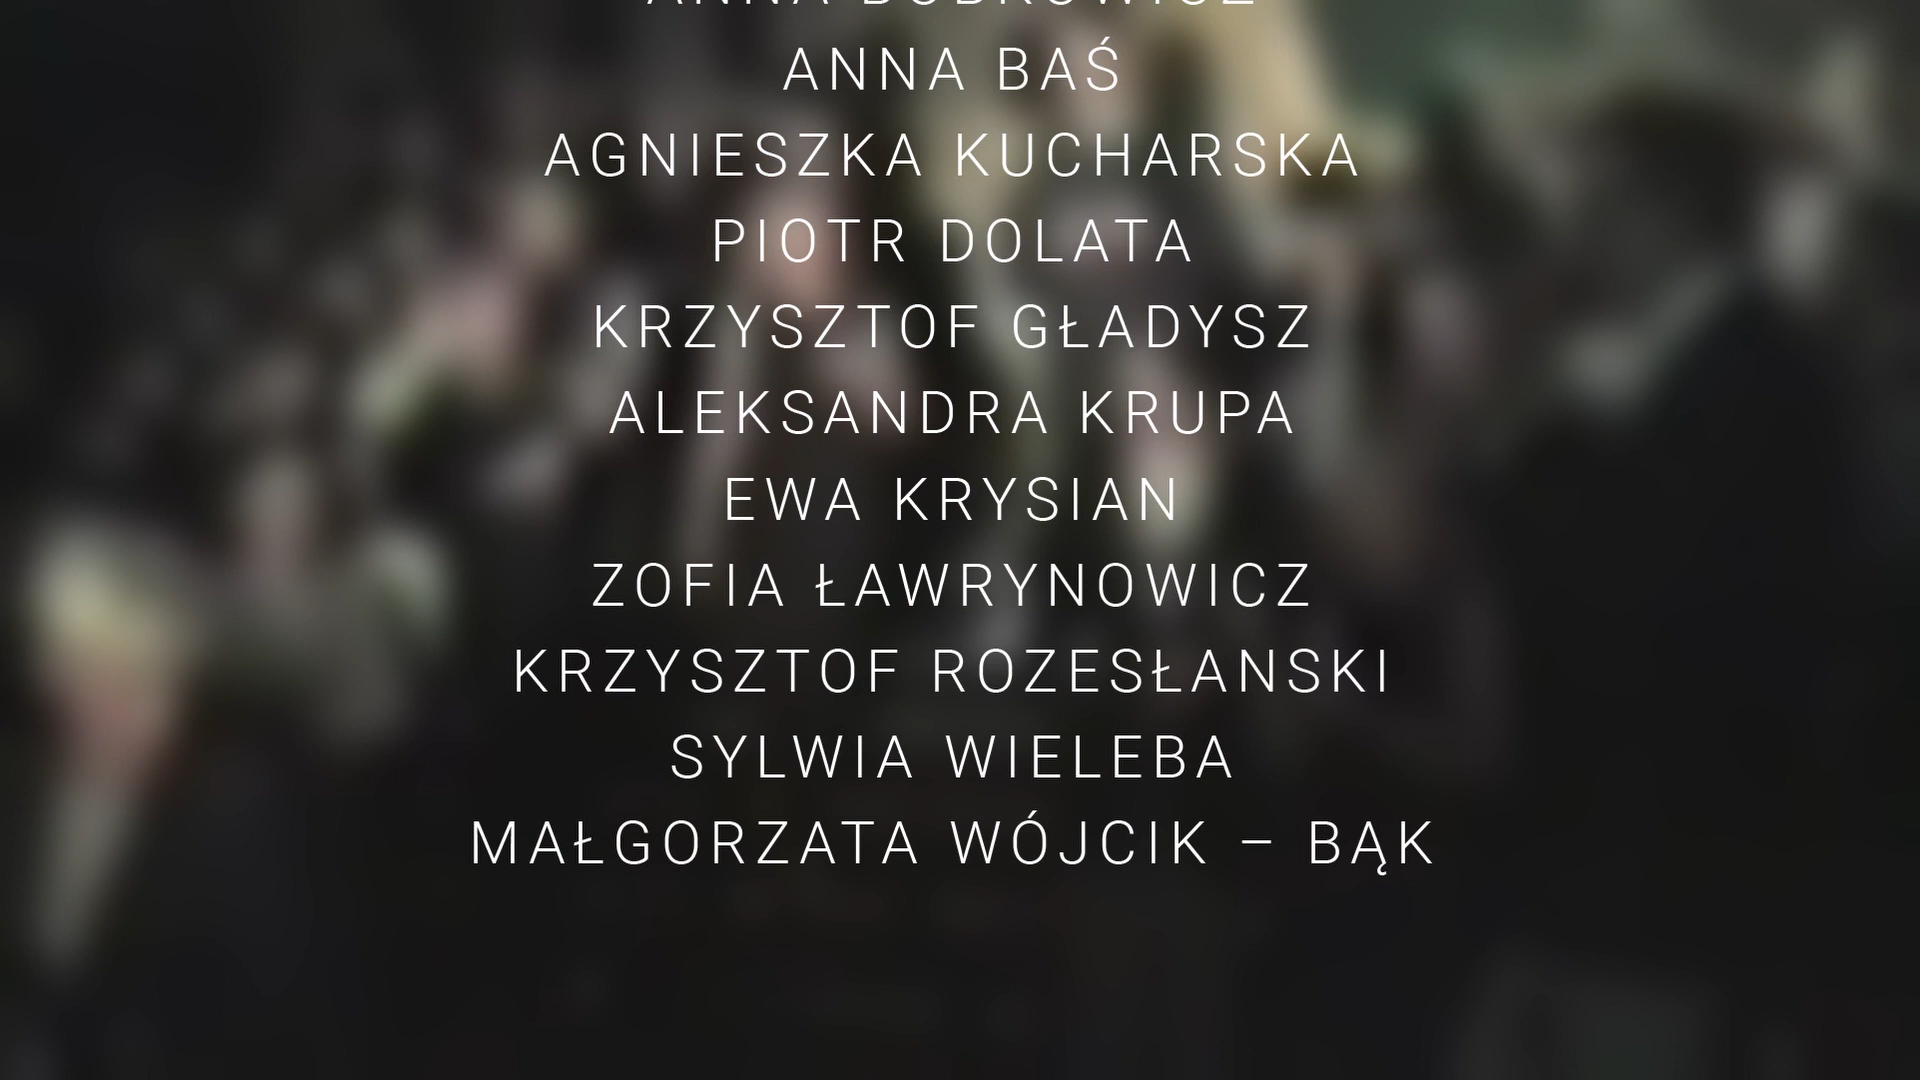 ANNA
ANNA BAŚ
AGNIESZKA KUCHARSKA
PIOTR DOLATA
KRZYSZTOF GŁADYSZ
ALEKSANDRA KRUPA
EWA KRYSIAN
ZOFIA ŁAWRYNOWICZ
KRZYSZTOF ROZESŁANSKI
SYLWIA WIELEBA
MAŁGORZATA WÓJCIK – BĄK